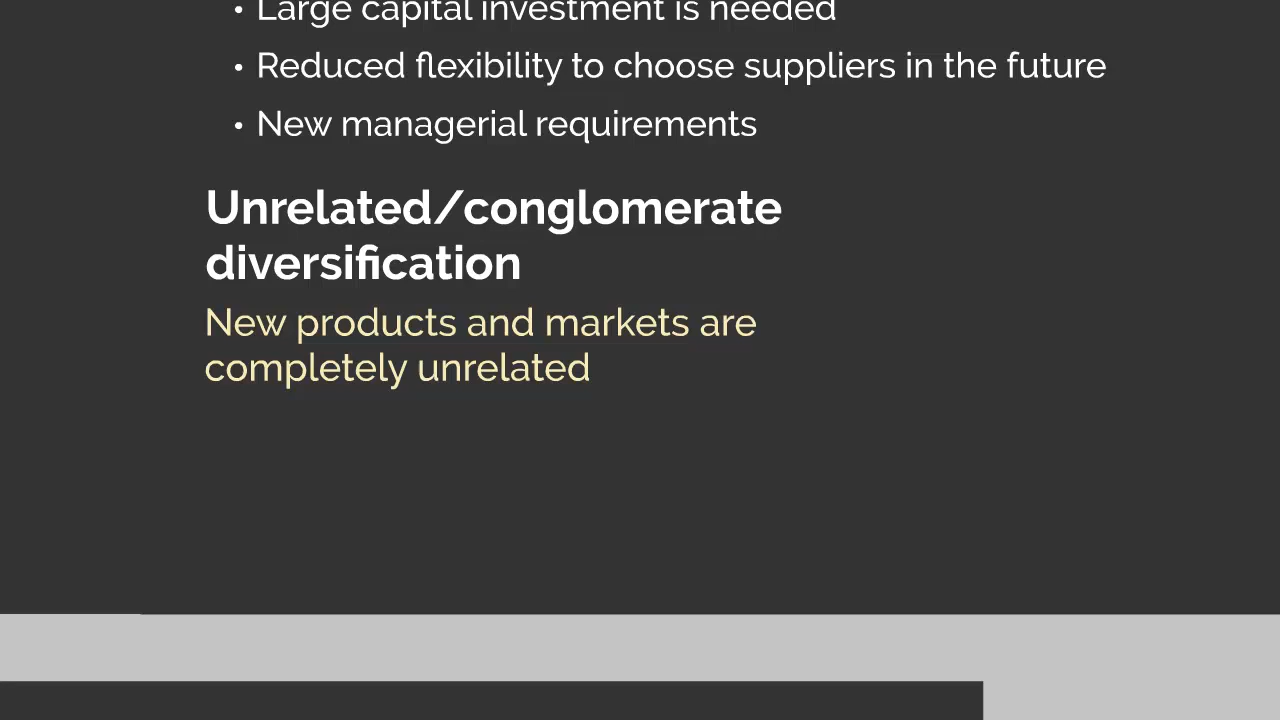 • Large capital investment is needed
• Reduced flexibility to choose suppliers in the future
• New managerial requirements
Unrelated/conglomerate
diversification
New products and markets are
completely unrelated